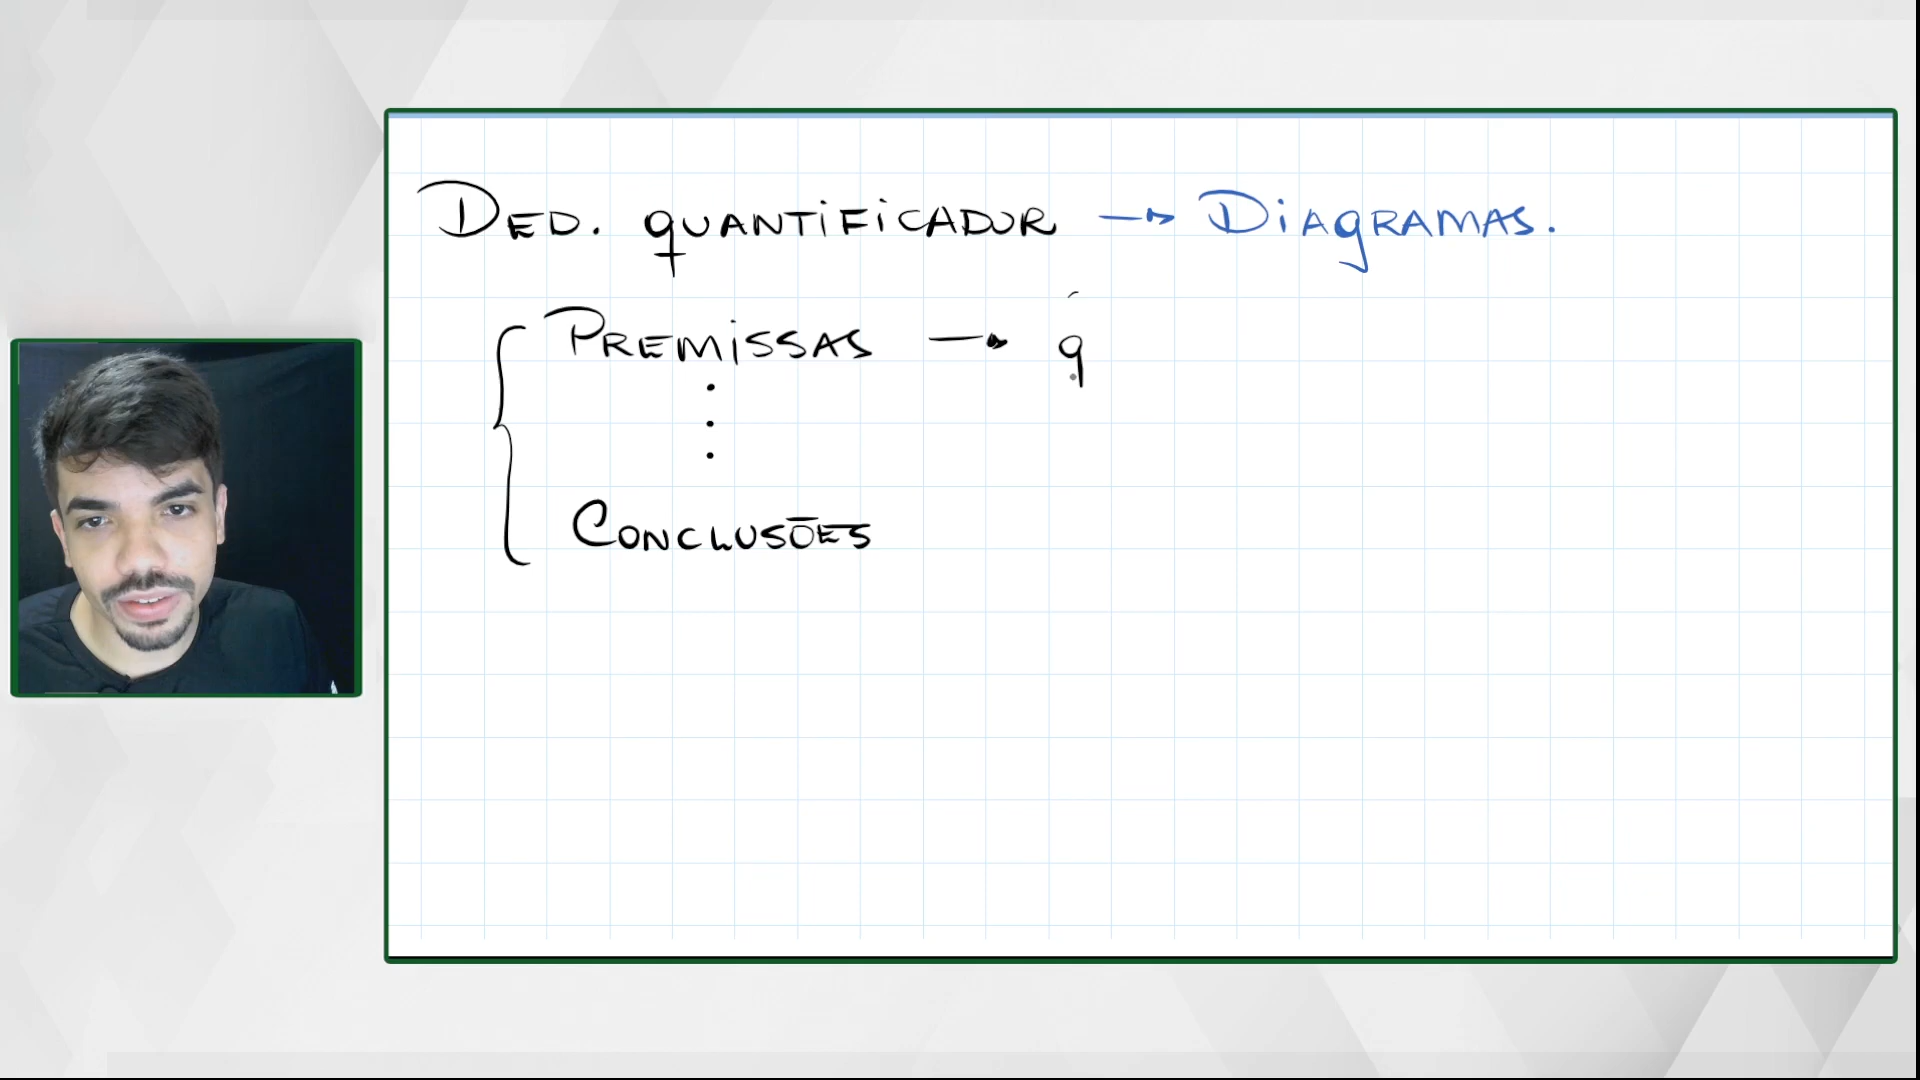 DED. QUANTIFICADOR → DIAGRAMAS.
PREMISSAS → q
CONCLUSÕES